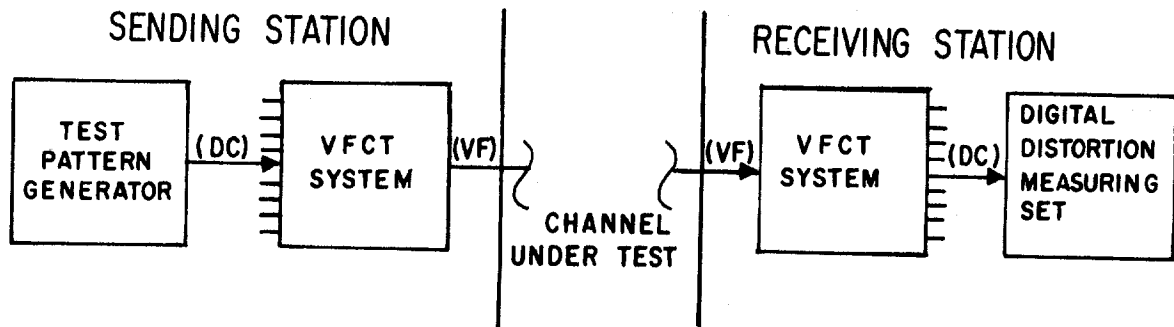 SENDING STATION
RECEIVING STATION
TEST
PATTERN
GENERATOR
(DC)
VFCT
SYSTEM
(VF)
CHANNEL
UNDER TEST
(VF)
VFCT
SYSTEM
(DC)
DIGITAL
DISTORTION
MEASURING
SET